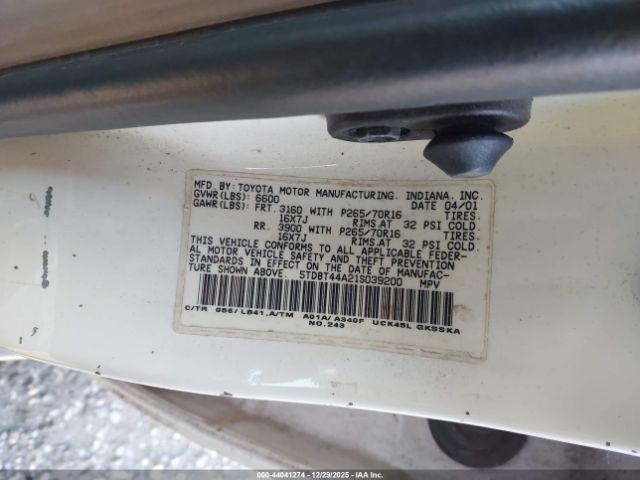 MFD BY: TOYOTA MOTOR MANUFACTURING. INDIANA, INC.
GVWR(LBS): 6600 DATE 04/01
GAWR(LBS): FRT. 3160 WITH P265/70R16 TIRES.
16X7J RIMS.AT 32 PSI COLD.
RR. 3900 WITH P265/70R16 TIRES.
16X7J RIMS.AT 32 PSI COLD.
THIS VEHICLE CONFORMS TO ALL APPLICABLE FEDER-
AL MOTOR VEHICLE SAFETY AND THEFT PREVENTION
STANDARDS IN EFFECT ON THE DATE OF MANUFAC-
TURE SHOWN ABOVE. 5TDBT44A21S039200 MPV
C/TR 056/LB41,A/TM A01A/A340F UCK45L GKSSKA
NO.243
000-44041274 | 12/29/2025 - IAA Inc.